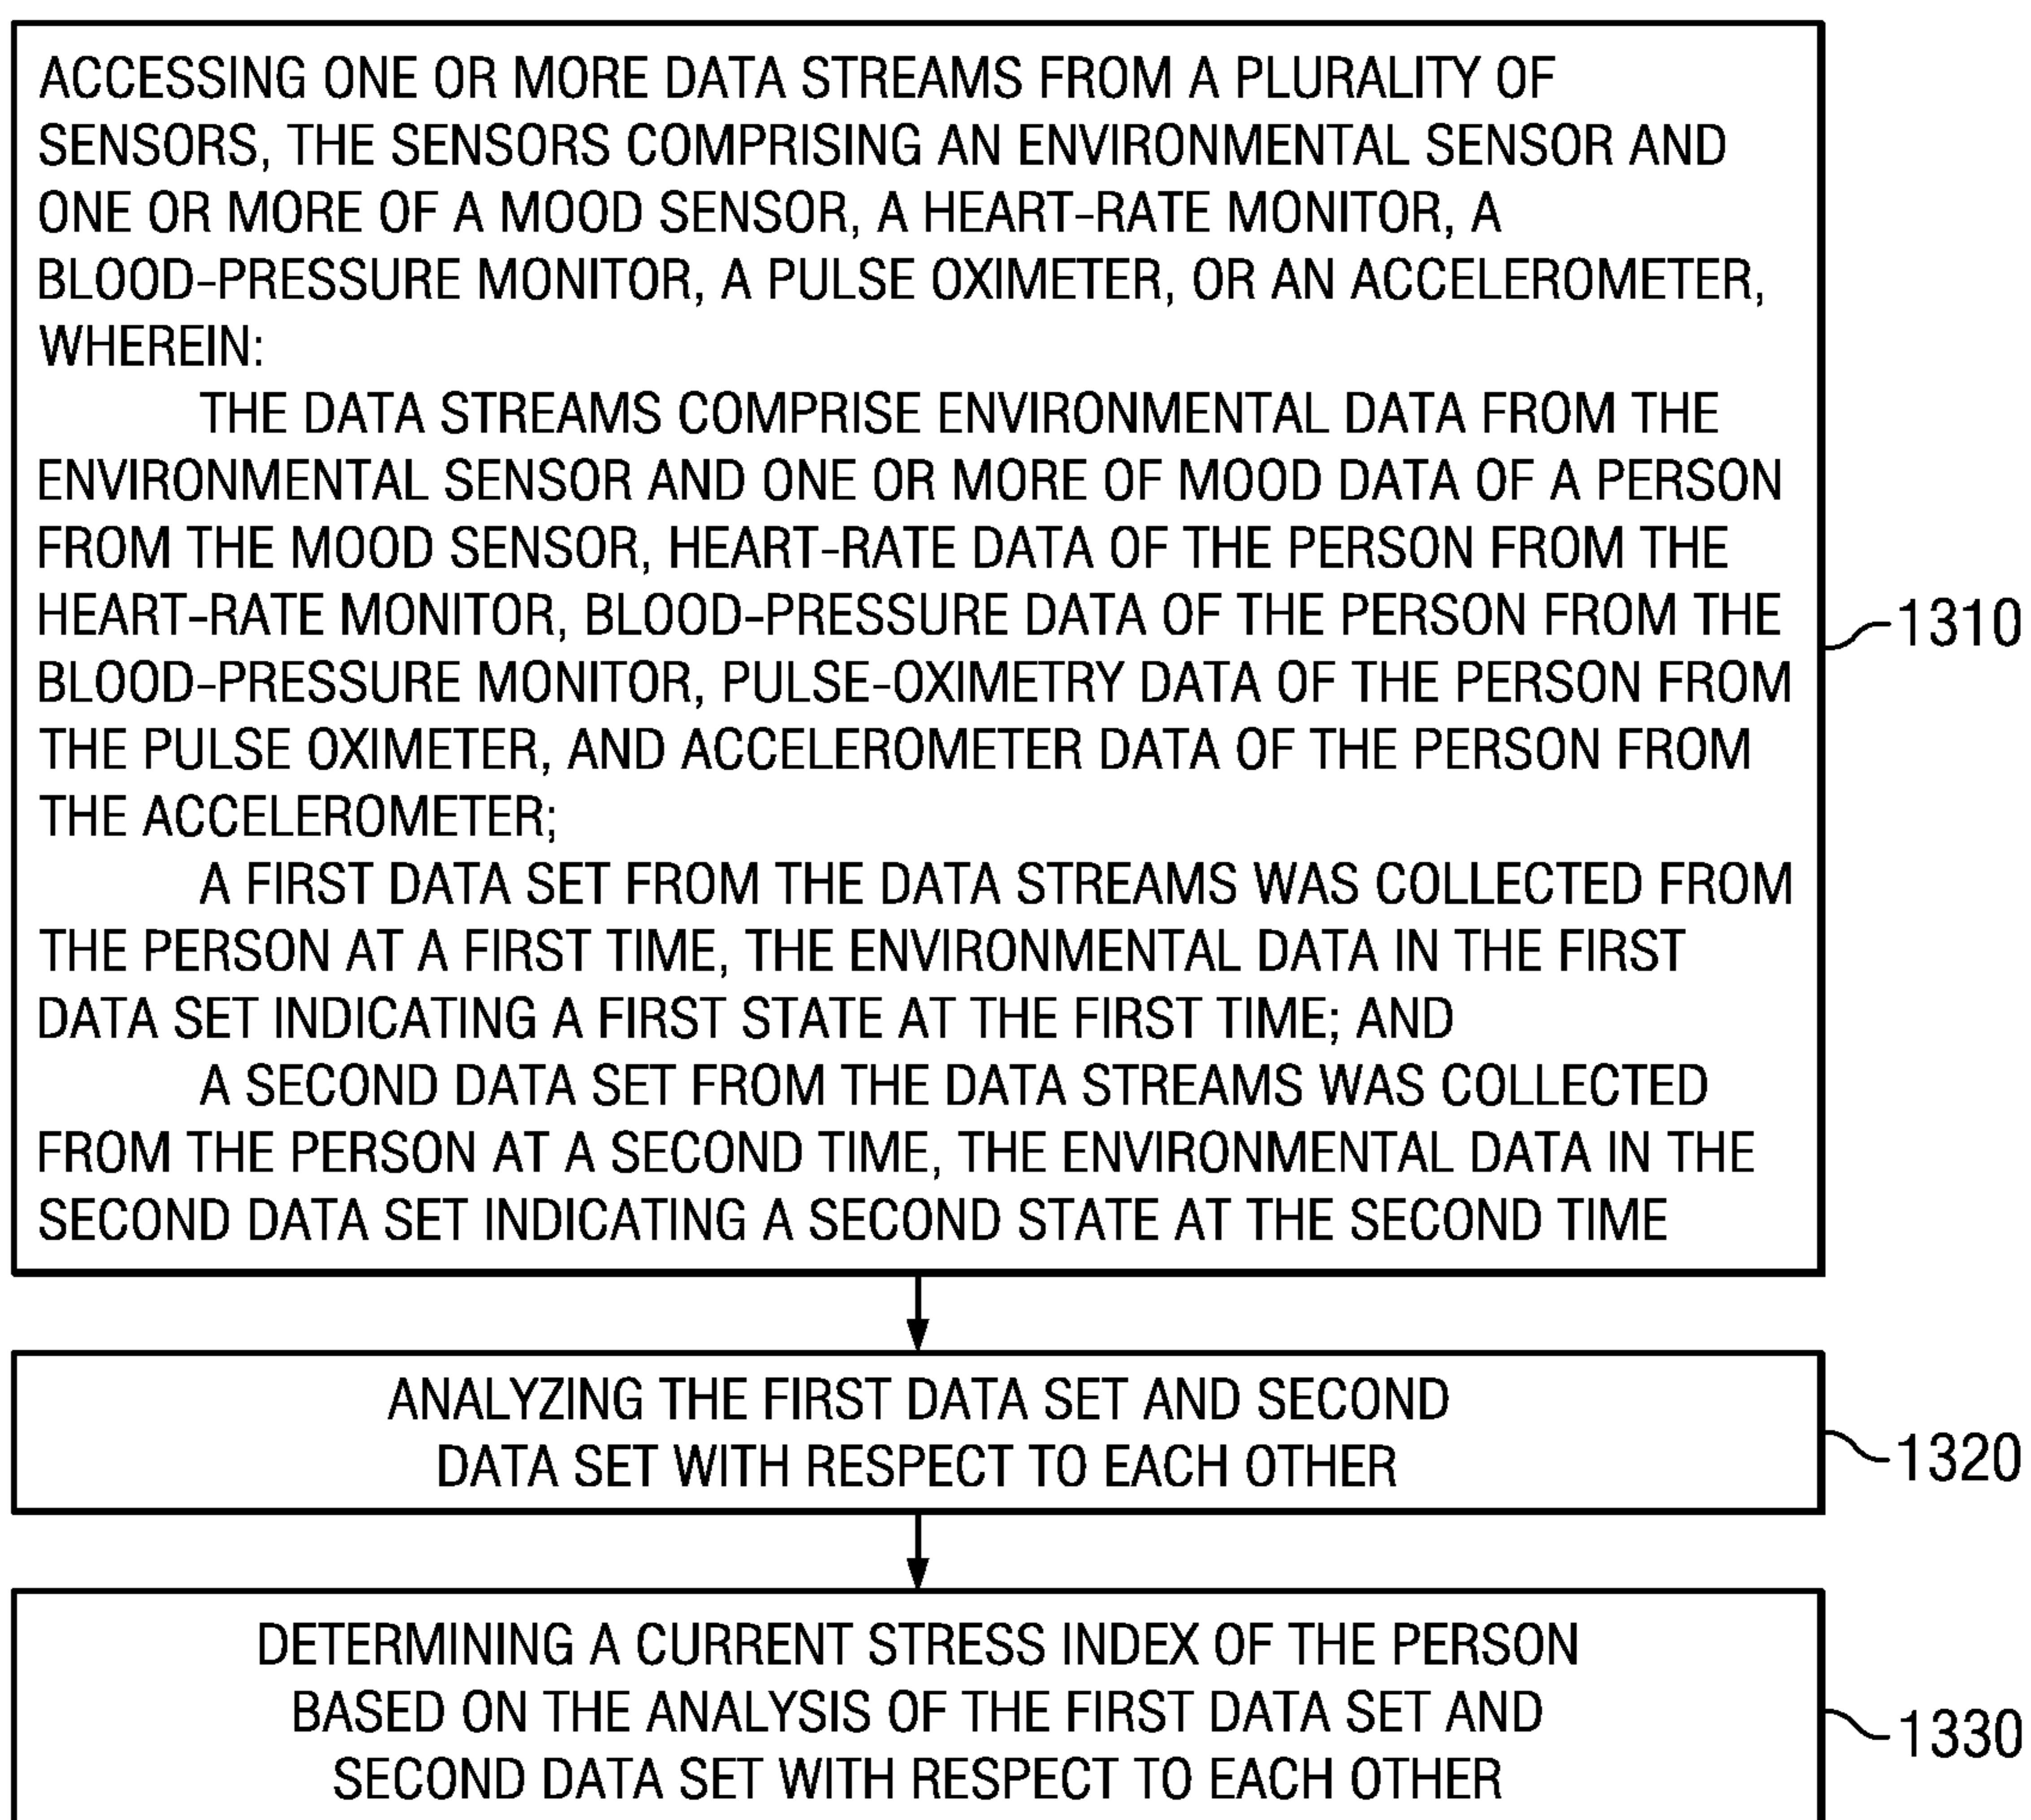 ACCESSING ONE OR MORE DATA STREAMS FROM A PLURALITY OF
SENSORS, THE SENSORS COMPRISING AN ENVIRONMENTAL SENSOR AND
ONE OR MORE OF A MOOD SENSOR, A HEART-RATE MONITOR, A
BLOOD-PRESSURE MONITOR, A PULSE OXIMETER, OR AN ACCELEROMETER,
WHEREIN:
THE DATA STREAMS COMPRISE ENVIRONMENTAL DATA FROM THE
ENVIRONMENTAL SENSOR AND ONE OR MORE OF MOOD DATA OF A PERSON
FROM THE MOOD SENSOR, HEART-RATE DATA OF THE PERSON FROM THE
HEART-RATE MONITOR, BLOOD-PRESSURE DATA OF THE PERSON FROM THE
BLOOD-PRESSURE MONITOR, PULSE-OXIMETRY DATA OF THE PERSON FROM
THE PULSE OXIMETER, AND ACCELEROMETER DATA OF THE PERSON FROM
THE ACCELEROMETER;
A FIRST DATA SET FROM THE DATA STREAMS WAS COLLECTED FROM
THE PERSON AT A FIRST TIME, THE ENVIRONMENTAL DATA IN THE FIRST
DATA SET INDICATING A FIRST STATE AT THE FIRST TIME; AND
A SECOND DATA SET FROM THE DATA STREAMS WAS COLLECTED
FROM THE PERSON AT A SECOND TIME, THE ENVIRONMENTAL DATA IN THE
SECOND DATA SET INDICATING A SECOND STATE AT THE SECOND TIME
1310
ANALYZING THE FIRST DATA SET AND SECOND
DATA SET WITH RESPECT TO EACH OTHER
1320
DETERMINING A CURRENT STRESS INDEX OF THE PERSON
BASED ON THE ANALYSIS OF THE FIRST DATA SET AND
SECOND DATA SET WITH RESPECT TO EACH OTHER
1330